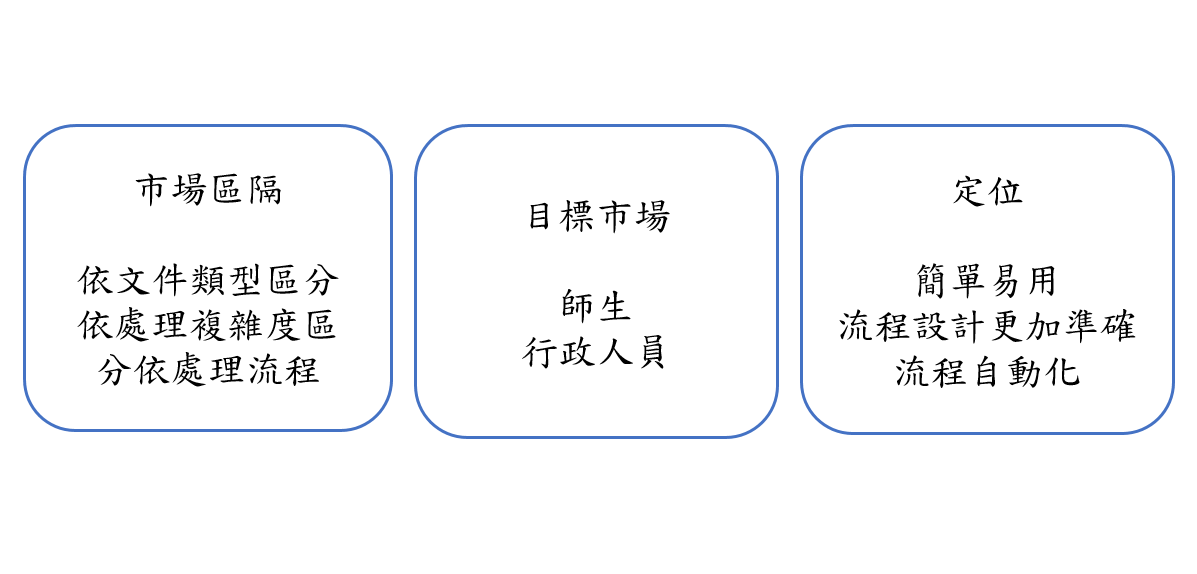 市場區隔
依文件類型區分
依處理複雜度區
分依處理流程
目標市場
師生
行政人員
定位
簡單易用
流程設計更加準確
流程自動化